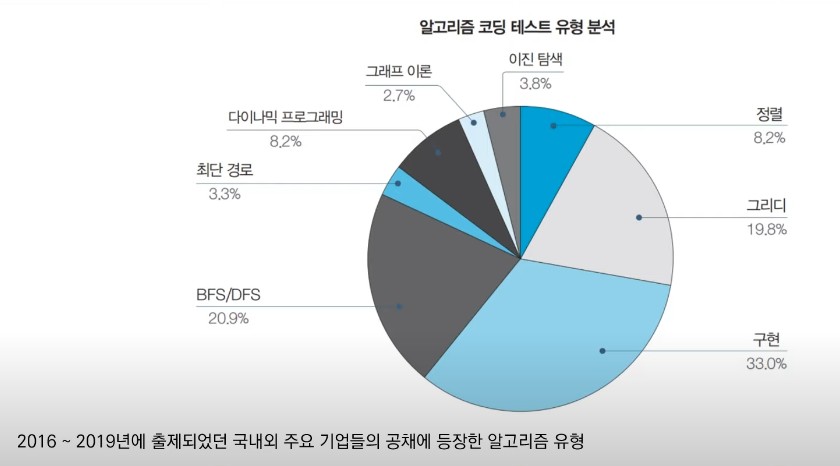 알고리즘 코딩 테스트 유형 분석
이진 탐색
3.8%
그래프 이론
2.7%
다이나믹 프로그래밍
8.2%
최단 경로
3.3%
BFS/DFS
20.9%
정렬
8.2%
그리디
19.8%
구현
33.0%
2016 ~ 2019년에 출제되었던 국내외 주요 기업들의 공채에 등장한 알고리즘 유형